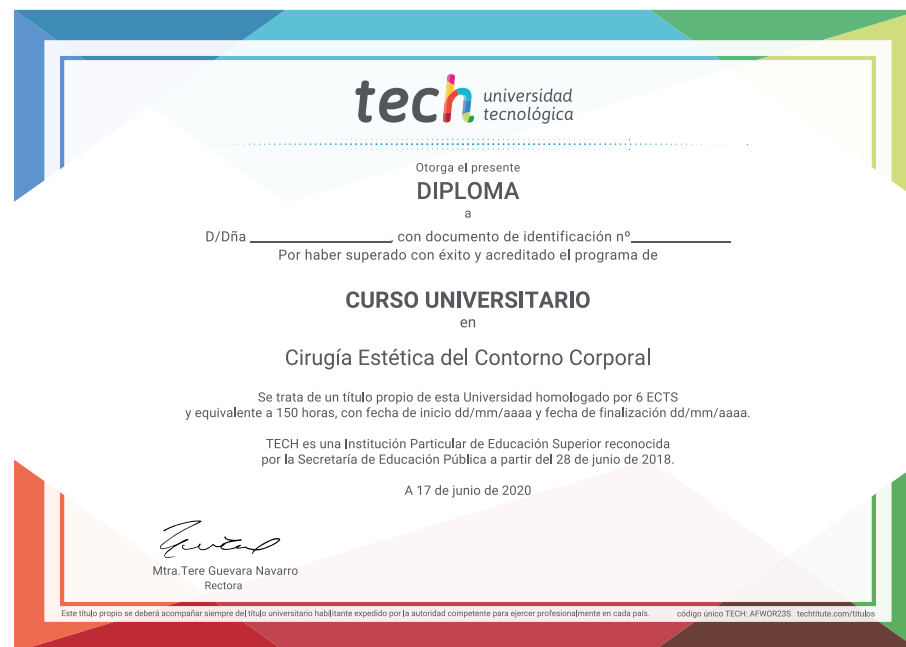 tech universidad
tecnológica
Otorga el presente
DIPLOMA
a
D/Dña ____________________, con documento de identificación nº______________
Por haber superado con éxito y acreditado el programa de
CURSO UNIVERSITARIO
en
Cirugía Estética del Contorno Corporal
Se trata de un título propio de esta Universidad homologado por 6 ECTS
y equivalente a 150 horas, con fecha de inicio dd/mm/aaaa y fecha de finalización dd/mm/aaaa.
TECH es una Institución Particular de Educación Superior reconocida
por la Secretaría de Educación Pública a partir del 28 de junio de 2018.
A 17 de junio de 2020
Mtra.Tere Guevara Navarro
Rectora
Este título propio se deberá acompañar siempre del título universitario habilitante expedido por la autoridad competente para ejercer profesionalmente en cada país. código único TECH: AFWOR23S techtitute.com/titulos